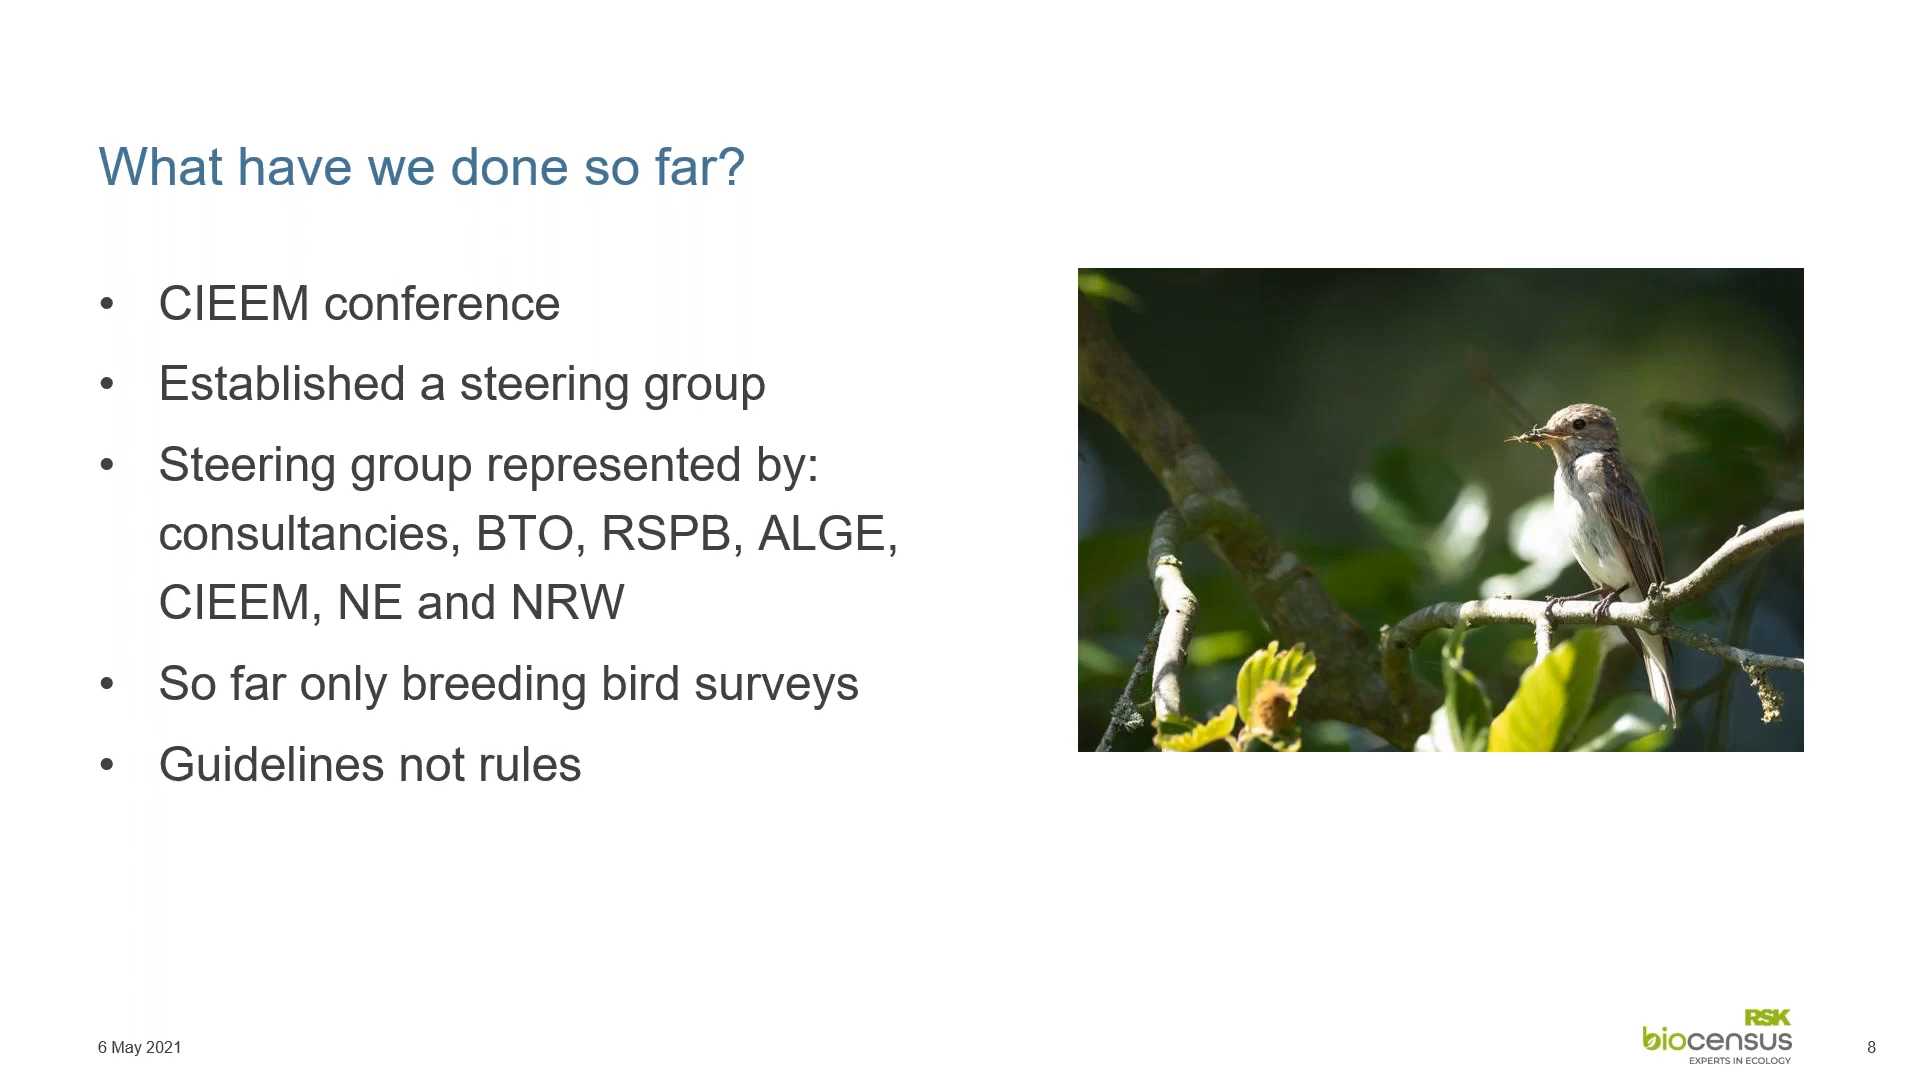 What have we done so far?
• CIEEM conference
• Established a steering group
• Steering group represented by:
consultancies, BTO, RSPB, ALGE,
CIEEM, NE and NRW
• So far only breeding bird surveys
• Guidelines not rules
6 May 2021
RSK
biocensus
EXPERTS IN ECOLOGY
8